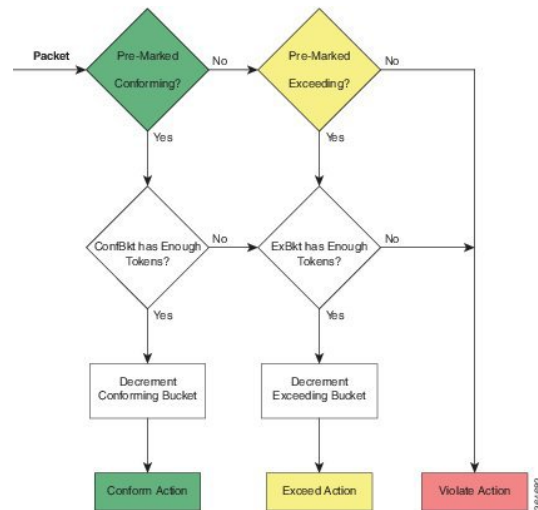 Packet
Pre-Marked
Conforming?
No
Pre-Marked
Exceeding?
No
Yes
Yes
ConfBkt has Enough
Tokens?
No
ExBkt has Enough
Tokens?
No
Yes
Yes
Decrement
Conforming Bucket
Decrement
Exceeding Bucket
Conform Action
Exceed Action
Violate Action